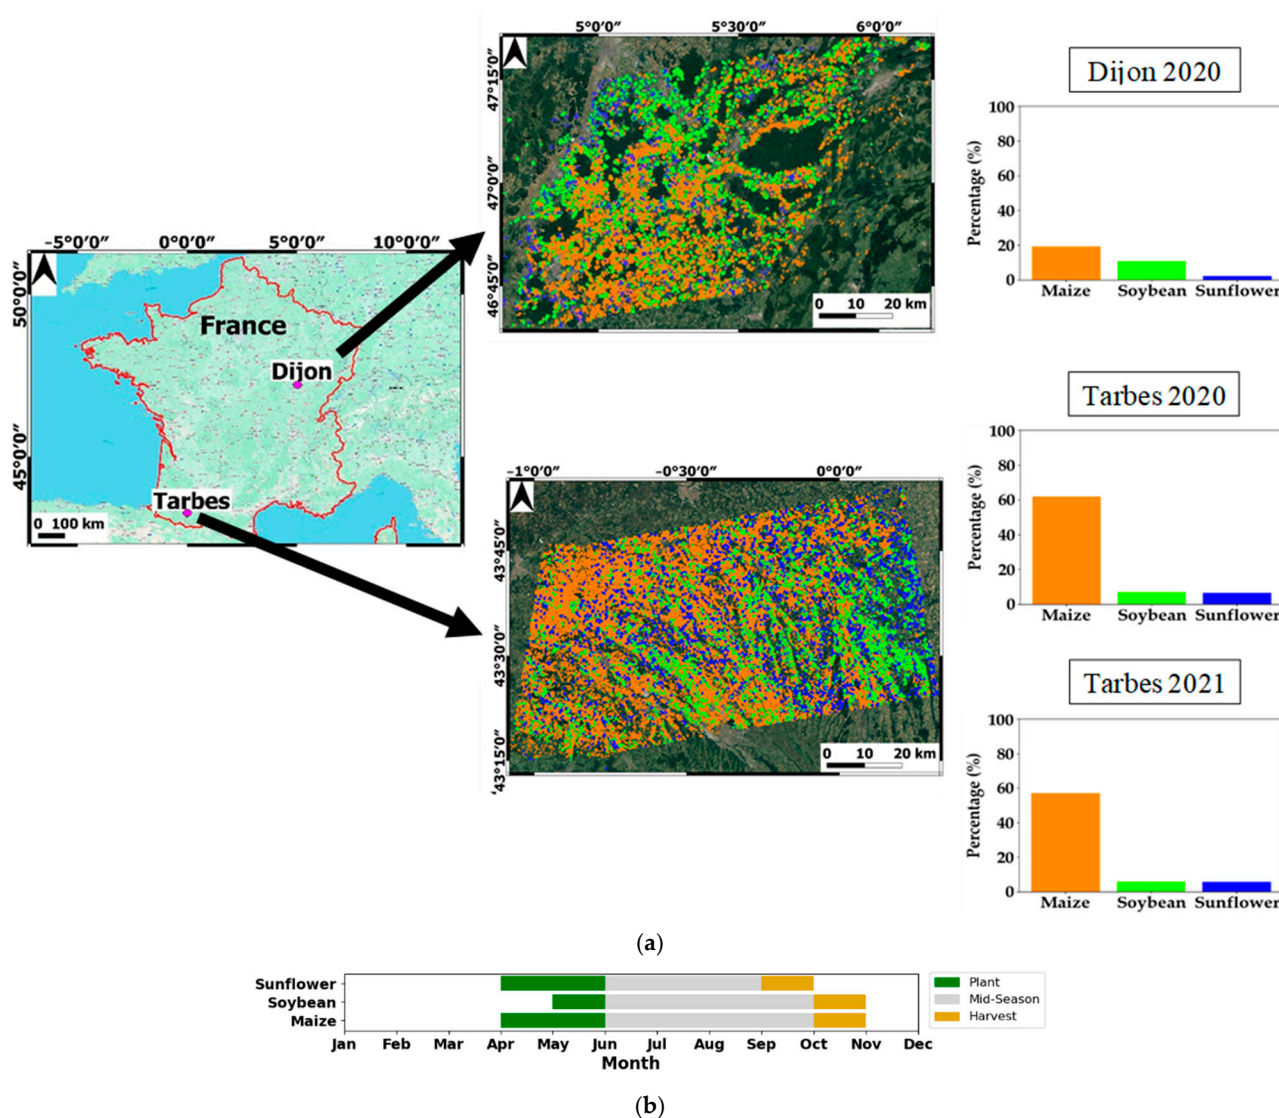 5°0′0″ 5°30′0″ 6°0′0″
47°15′0″
47°0′0″
46°45′0″
0 10 20 km
Dijon 2020
100
80
60
40
20
0
Percentage (%)
Maize Soybean Sunflower
-5°0′0″ 0°0′0″ 5°0′0″ 10°0′0″
50°0′0″
45°0′0″
France
Dijon
Tarbes
0 100 km
-1°0′0″ -0°30′0″ 0°0′0″
43°45′0″
43°30′0″
43°15′0″
0 10 20 km
Tarbes 2020
100
80
60
40
20
0
Percentage (%)
Maize Soybean Sunflower
Tarbes 2021
100
80
60
40
20
0
Percentage (%)
Maize Soybean Sunflower
(a)
Sunflower
Soybean
Maize
Jan Feb Mar Apr May Jun Jul Aug Sep Oct Nov Dec
Month
Plant
Mid-Season
Harvest
(b)